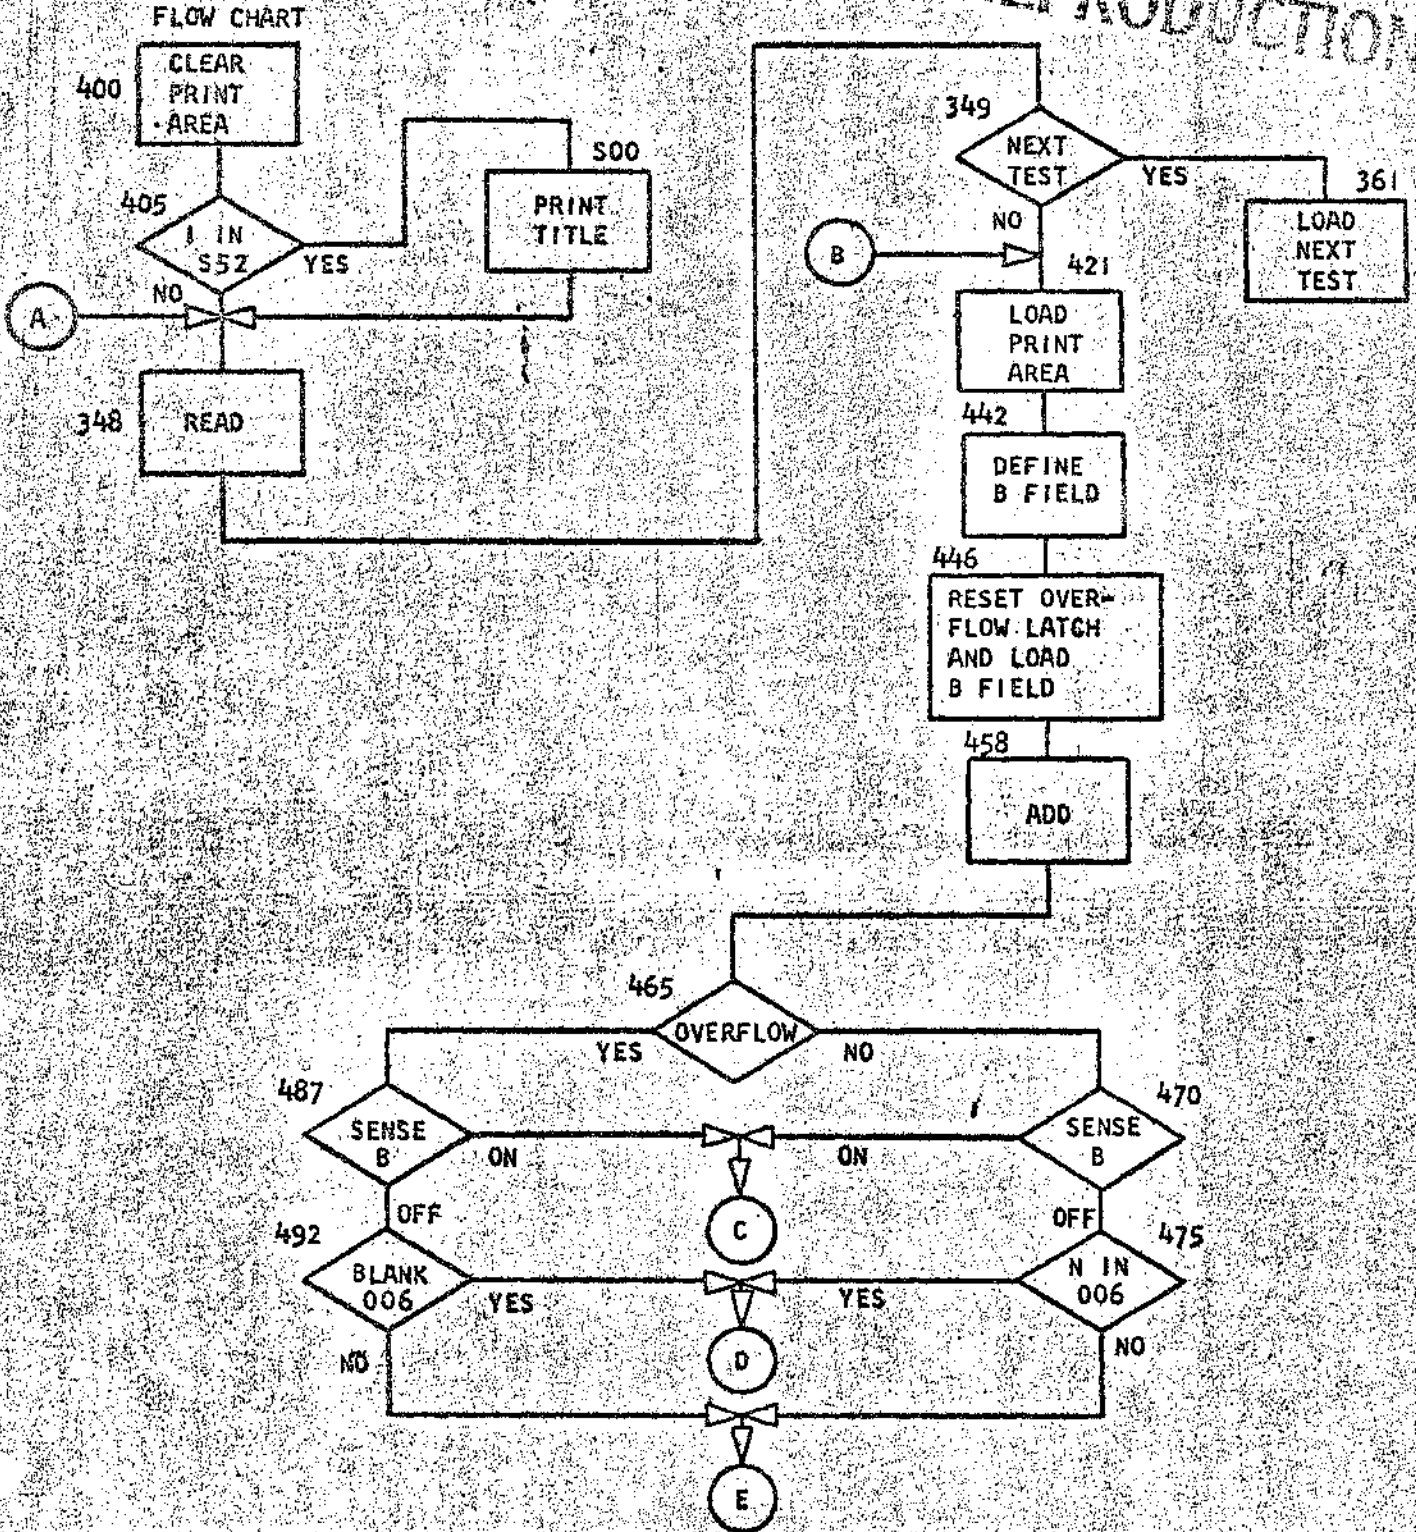 FLOW CHART
400
CLEAR
PRINT
AREA
405
1 IN
S52
YES
NO
A
500
PRINT
TITLE
348
READ
349
NEXT
TEST
YES
NO
361
LOAD
NEXT
TEST
B
421
LOAD
PRINT
AREA
442
DEFINE
B FIELD
446
RESET OVER-
FLOW LATCH
AND LOAD
B FIELD
458
ADD
465
OVERFLOW
YES
NO
487
SENSE
B
ON
OFF
470
SENSE
B
ON
OFF
C
492
BLANK
006
YES
NO
475
N IN
006
YES
NO
D
E